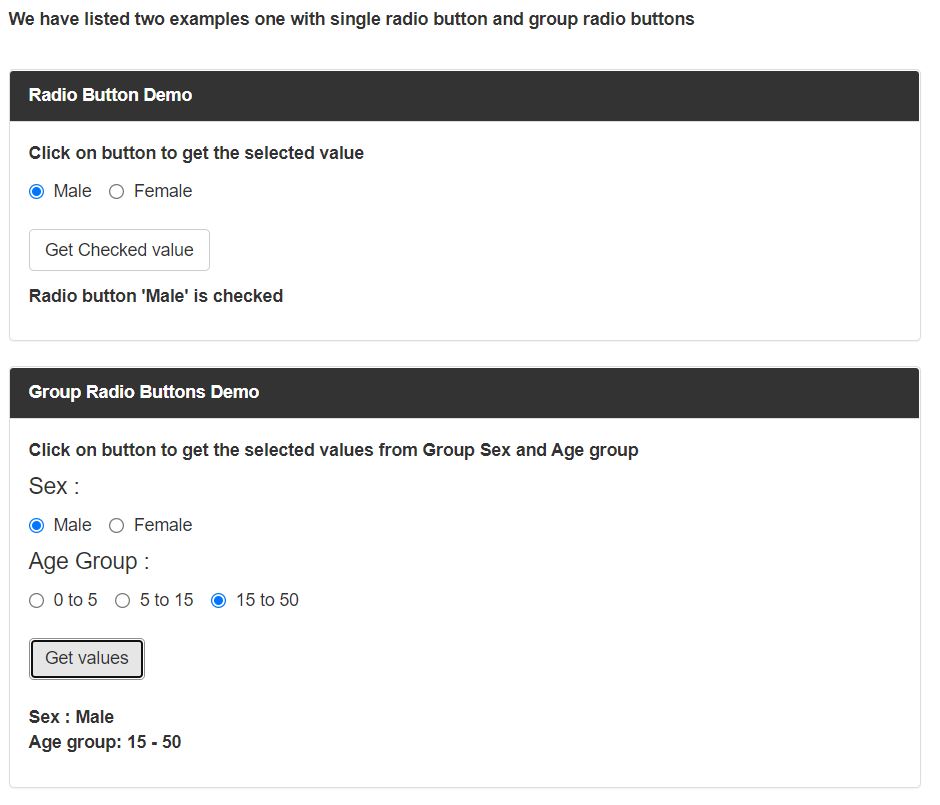 We have listed two examples one with single radio button and group radio buttons
Radio Button Demo
Click on button to get the selected value
Male Female
Get Checked value
Radio button 'Male' is checked
Group Radio Buttons Demo
Click on button to get the selected values from Group Sex and Age group
Sex :
Male Female
Age Group :
0 to 5 5 to 15 15 to 50
Get values
Sex : Male
Age group: 15 - 50